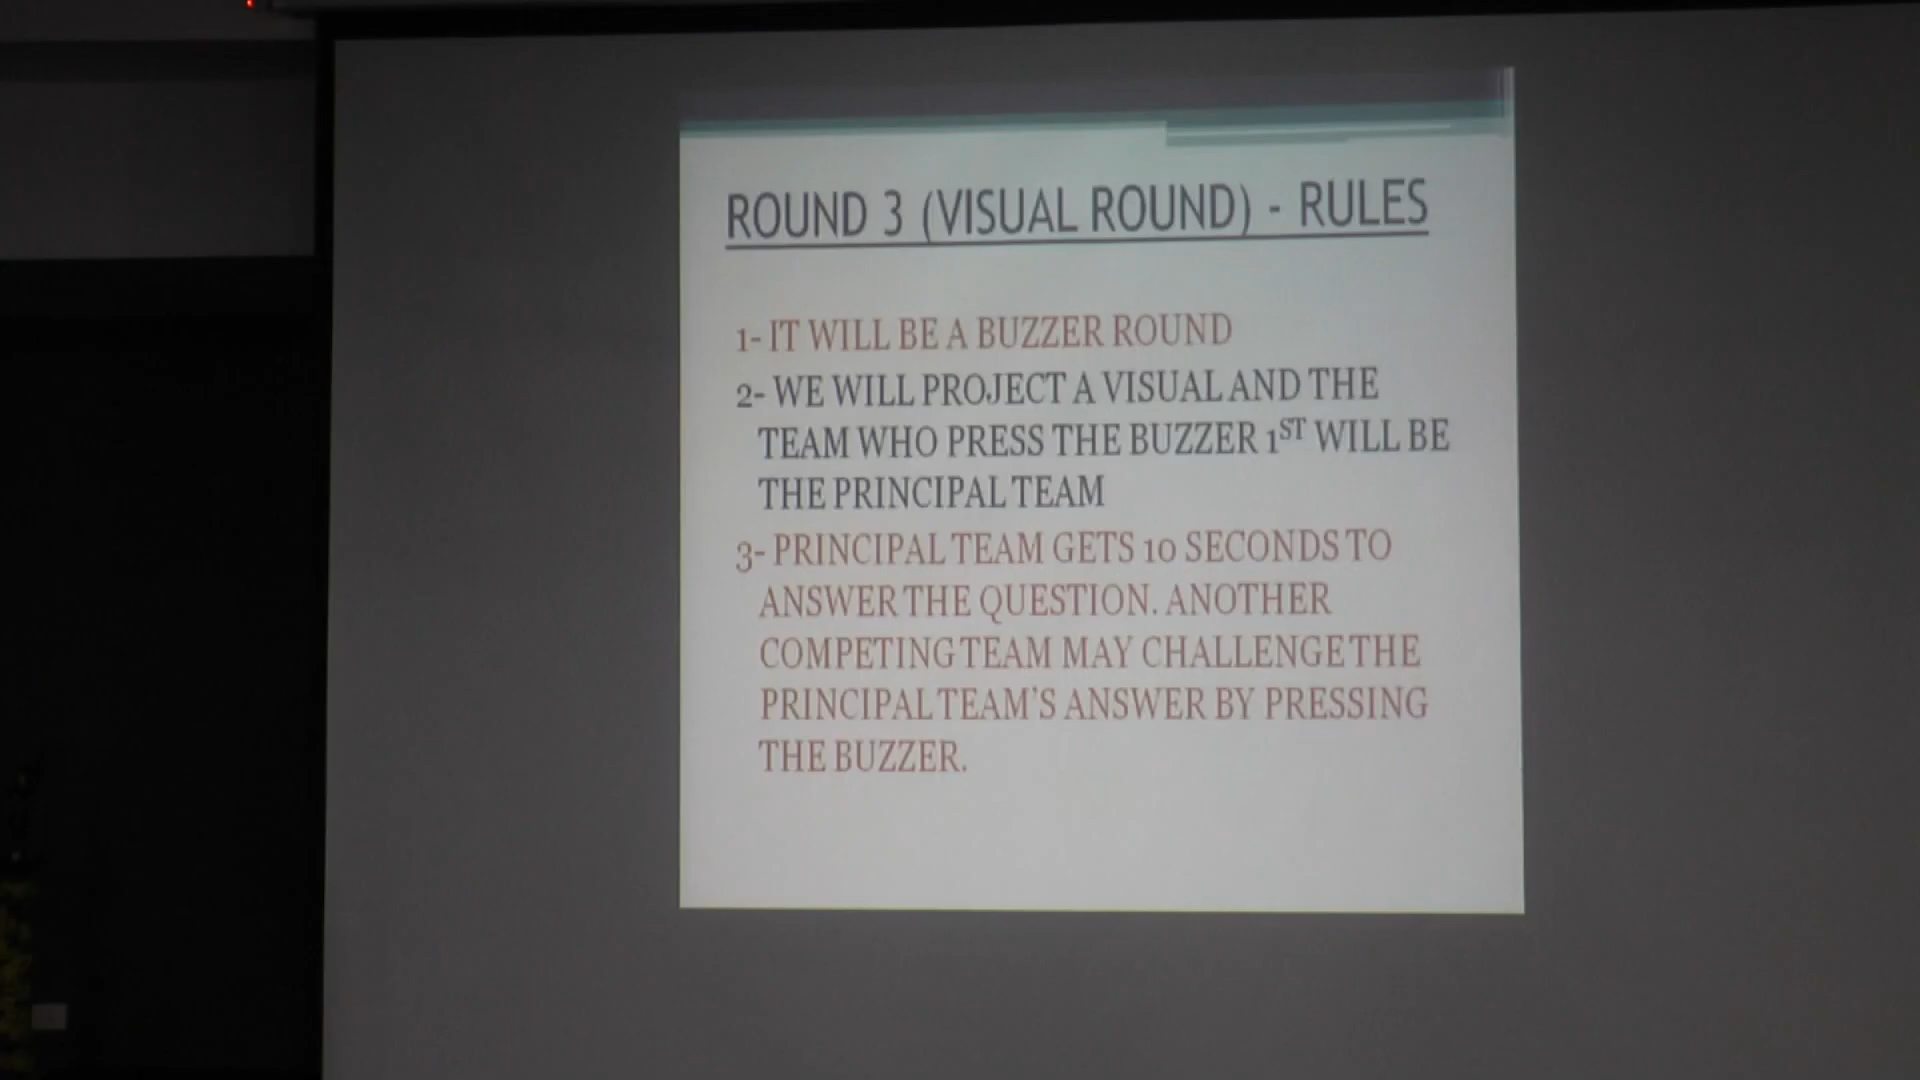 ROUND 3 (VISUAL ROUND) - RULES
1- IT WILL BE A BUZZER ROUND
2- WE WILL PROJECT A VISUAL AND THE
TEAM WHO PRESS THE BUZZER 1ST WILL BE
THE PRINCIPAL TEAM
3- PRINCIPAL TEAM GETS 10 SECONDS TO
ANSWER THE QUESTION. ANOTHER
COMPETING TEAM MAY CHALLENGE THE
PRINCIPAL TEAM'S ANSWER BY PRESSING
THE BUZZER.